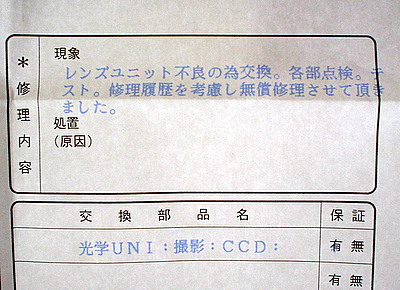 *修理内容
現象
レンズユニット不良の為交換。各部点検。テ
スト。修理履歴を考慮し無償修理させて頂き
ました。
処置
(原因)
交換部品名 保証
光学UNI:撮影:CCD: 有 無
有 無